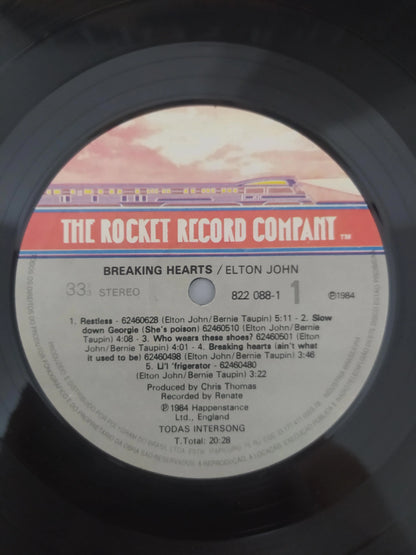 THE ROCKET RECORD COMPANY TM
BREAKING HEARTS / ELTON JOHN
33 1/3 STEREO
822 088-1 1
℗1984
1. Restless - 62460628 (Elton John/Bernie Taupin) 5:11 - 2. Slow
down Georgie (She's poison) 62460510 (Elton John/Bernie
Taupin) 4:08 - 3. Who wears these shoes? 62460501 (Elton
John/Bernie Taupin) 4:01 - 4. Breaking hearts (ain't what
it used to be) 62460498 (Elton John/Bernie Taupin) 3:46
5. Li'l 'frigerator - 62460480
(Elton John/Bernie Taupin) 3:22
Produced by Chris Thomas
Recorded by Renate
℗1984 Happenstance
Ltd., England
TODAS INTERSONG
T.Total: 20:28